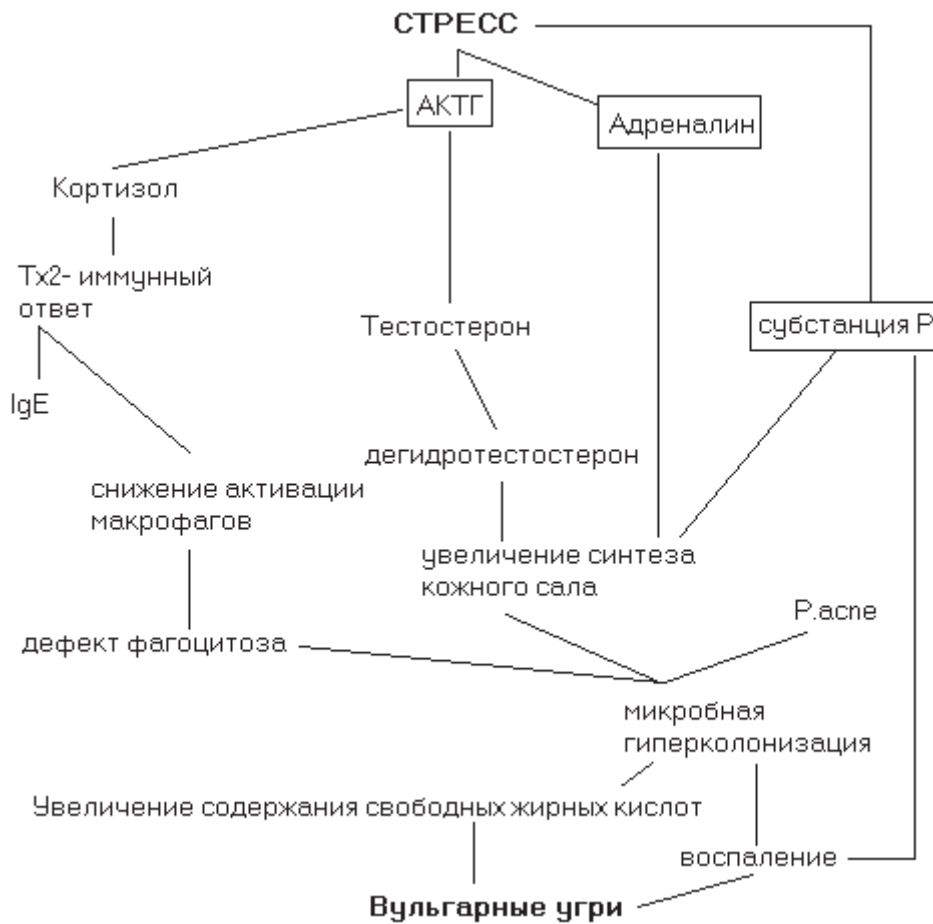 СТРЕСС
АКТГ
Адреналин
Кортизол
Тх2- иммунный
ответ
Тестостерон
субстанция Р
IgE
дегидротестостерон
снижение активации
макрофагов
увеличение синтеза
кожного сала
P.acne
дефект фагоцитоза
микробная
гиперколонизация
Увеличение содержания свободных жирных кислот
воспаление
Вульгарные угри